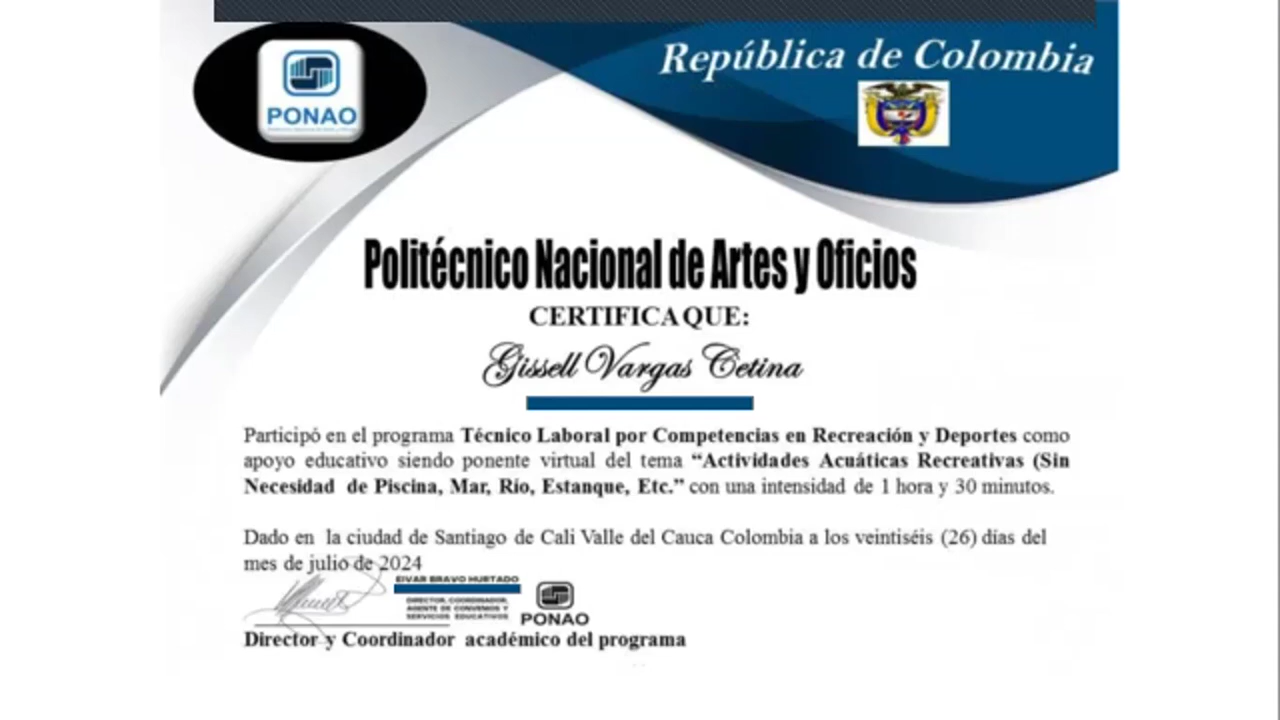 República de Colombia
PONAO
Politécnico Nacional de Artes y Oficios
CERTIFICA QUE:
Gissell Vargas Cetina
Participó en el programa Técnico Laboral por Competencias en Recreación y Deportes como
apoyo educativo siendo ponente virtual del tema “Actividades Acuáticas Recreativas (Sin
Necesidad de Piscina, Mar, Río, Estanque, Etc.” con una intensidad de 1 hora y 30 minutos.
Dado en la ciudad de Santiago de Cali Valle del Cauca Colombia a los veintiséis (26) días del
mes de julio de 2024
EIVAR BRAVO HURTADO
DIRECTOR, COORDINADOR,
AGENTE DE CONVENIOS Y
SERVICIOS EDUCATIVOS
PONAO
Director y Coordinador académico del programa